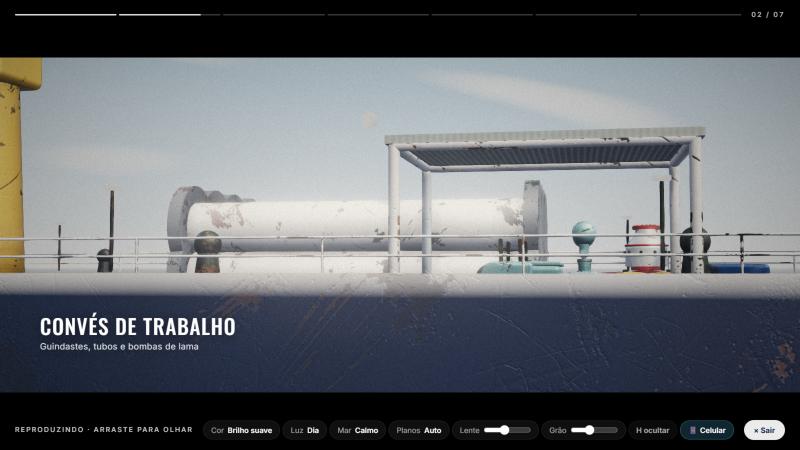 02 / 07
CONVÉS DE TRABALHO
Guindastes, tubos e bombas de lama
REPRODUZINDO · ARRASTE PARA OLHAR
Cor Brilho suave
Luz Dia
Mar Calmo
Planos Auto
Lente
Grão
H ocultar
Celular
× Sair